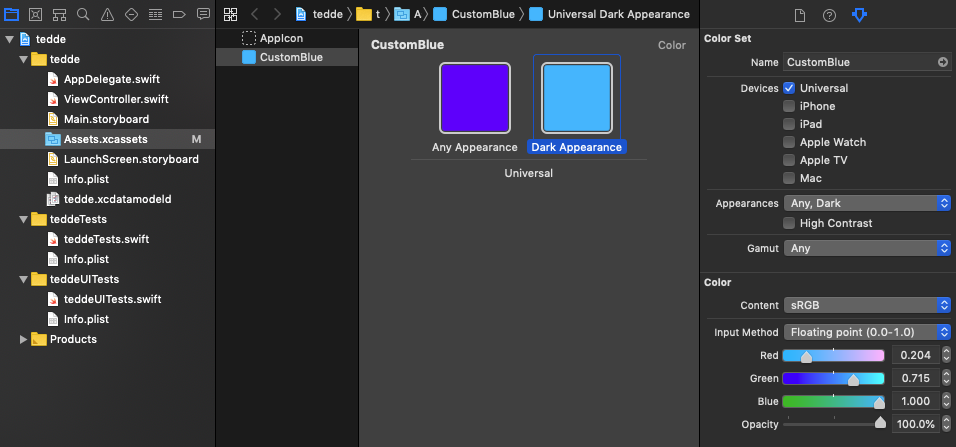 tedde
t
A
CustomBlue
Universal Dark Appearance
tedde
tedde
AppDelegate.swift
ViewController.swift
Main.storyboard
Assets.xcassets M
LaunchScreen.storyboard
Info.plist
tedde.xcdatamodeld
teddeTests
teddeTests.swift
Info.plist
teddeUITests
teddeUITests.swift
Info.plist
Products
AppIcon
CustomBlue
CustomBlue Color
Any Appearance Dark Appearance
Universal
Color Set
Name CustomBlue
Devices Universal
iPhone
iPad
Apple Watch
Apple TV
Mac
Appearances Any, Dark
High Contrast
Gamut Any
Color
Content sRGB
Input Method Floating point (0.0-1.0)
Red 0.204
Green 0.715
Blue 1.000
Opacity 100.0%